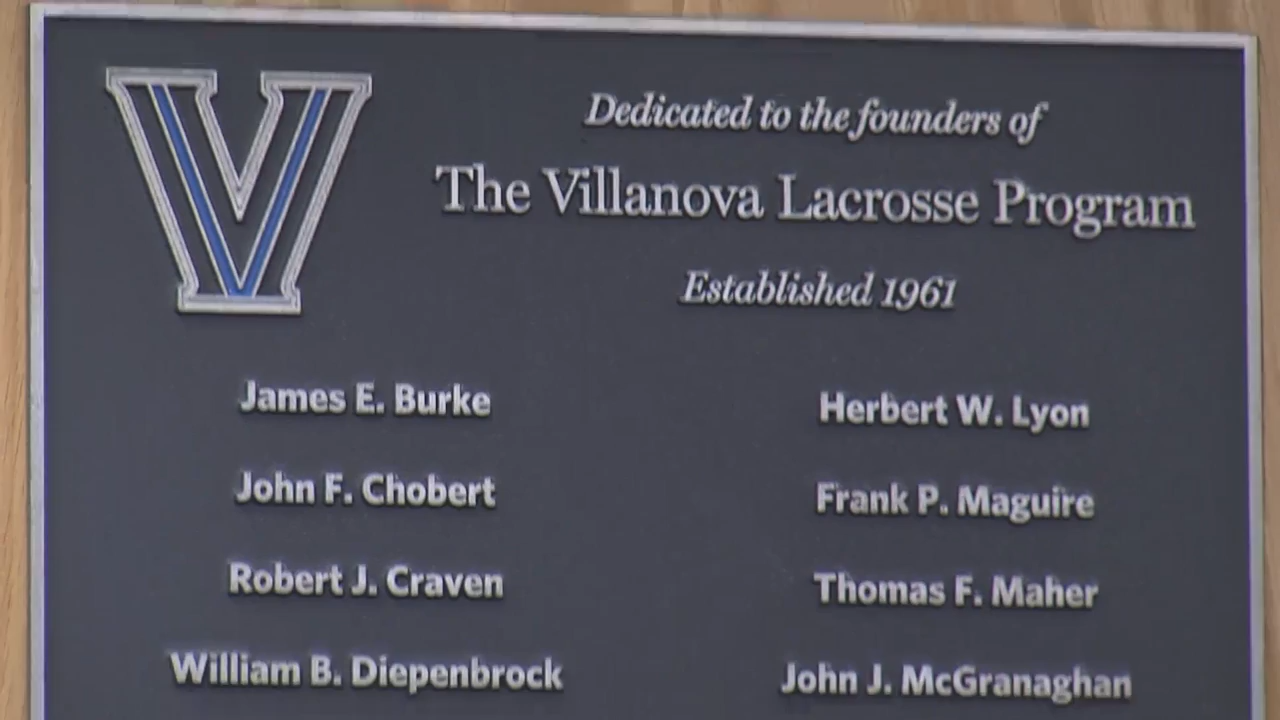 V
Dedicated to the founders of
The Villanova Lacrosse Program
Established 1961
James E. Burke
John F. Chobert
Robert J. Craven
William B. Diepenbrock
Herbert W. Lyon
Frank P. Maguire
Thomas F. Maher
John J. McGranaghan